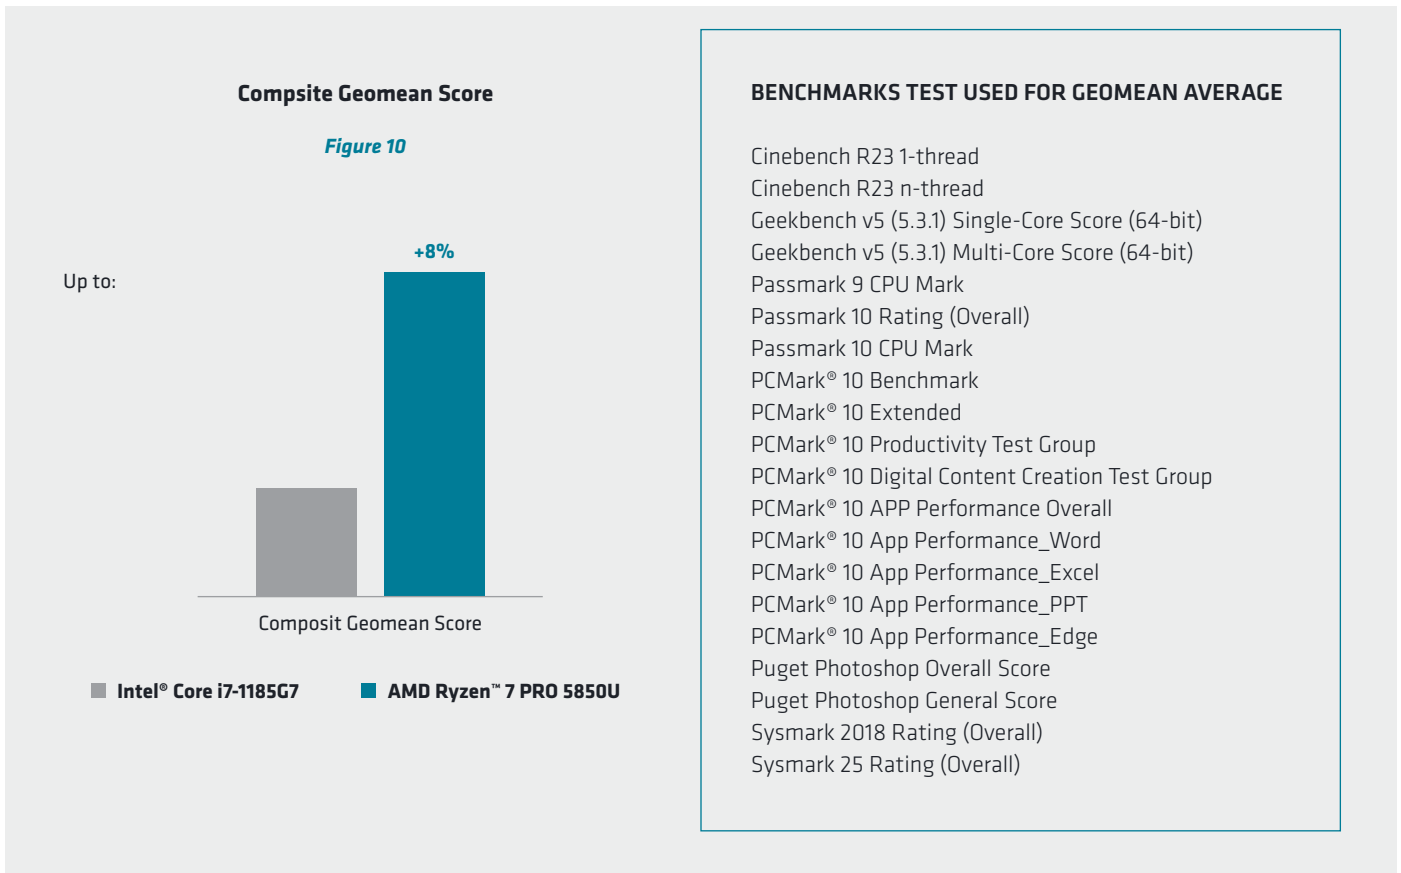 Compsite Geomean Score
Figure 10
+8%
Up to:
Composit Geomean Score
Intel® Core i7-1185G7
AMD Ryzen™ 7 PRO 5850U
BENCHMARKS TEST USED FOR GEOMEAN AVERAGE
Cinebench R23 1-thread
Cinebench R23 n-thread
Geekbench v5 (5.3.1) Single-Core Score (64-bit)
Geekbench v5 (5.3.1) Multi-Core Score (64-bit)
Passmark 9 CPU Mark
Passmark 10 Rating (Overall)
Passmark 10 CPU Mark
PCMark® 10 Benchmark
PCMark® 10 Extended
PCMark® 10 Productivity Test Group
PCMark® 10 Digital Content Creation Test Group
PCMark® 10 APP Performance Overall
PCMark® 10 App Performance_Word
PCMark® 10 App Performance_Excel
PCMark® 10 App Performance_PPT
PCMark® 10 App Performance_Edge
Puget Photoshop Overall Score
Puget Photoshop General Score
Sysmark 2018 Rating (Overall)
Sysmark 25 Rating (Overall)